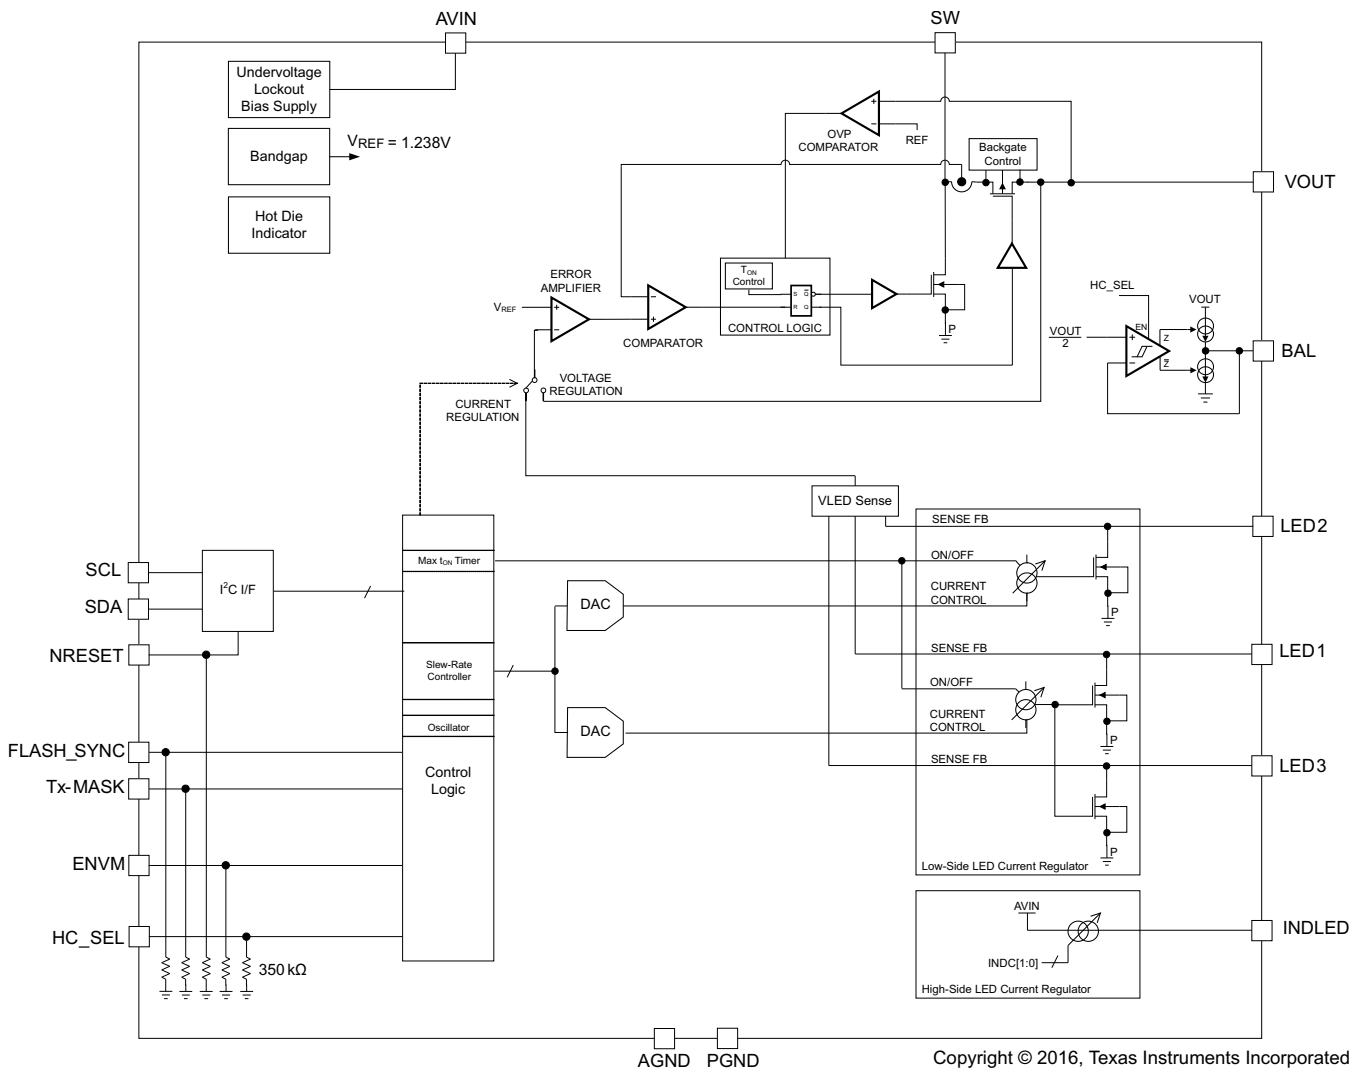 AVIN
SW
Undervoltage
Lockout
Bias Supply
Bandgap
VREF = 1.238V
Hot Die
Indicator
OVP
COMPARATOR
+
−
REF
Backgate
Control
VOUT
ERROR
AMPLIFIER
VREF
+
−
−
+
COMPARATOR
TON
Control
S
Q̅
R
Q
CONTROL LOGIC
P
HC_SEL
VOUT
VOUT
2
EN
+
−
Z
Z̅
BAL
VOLTAGE
REGULATION
CURRENT
REGULATION
VLED Sense
SENSE FB
LED2
ON/OFF
CURRENT
CONTROL
P
SENSE FB
LED1
ON/OFF
CURRENT
CONTROL
P
SENSE FB
LED3
P
Low-Side LED Current Regulator
SCL
SDA
I2C I/F
NRESET
FLASH_SYNC
Tx-MASK
ENVM
HC_SEL
350 kΩ
Max tON Timer
Slew-Rate
Controller
Oscillator
Control
Logic
DAC
DAC
AVIN
INDC[1:0]
High-Side LED Current Regulator
INDLED
AGND
PGND
Copyright © 2016, Texas Instruments Incorporated